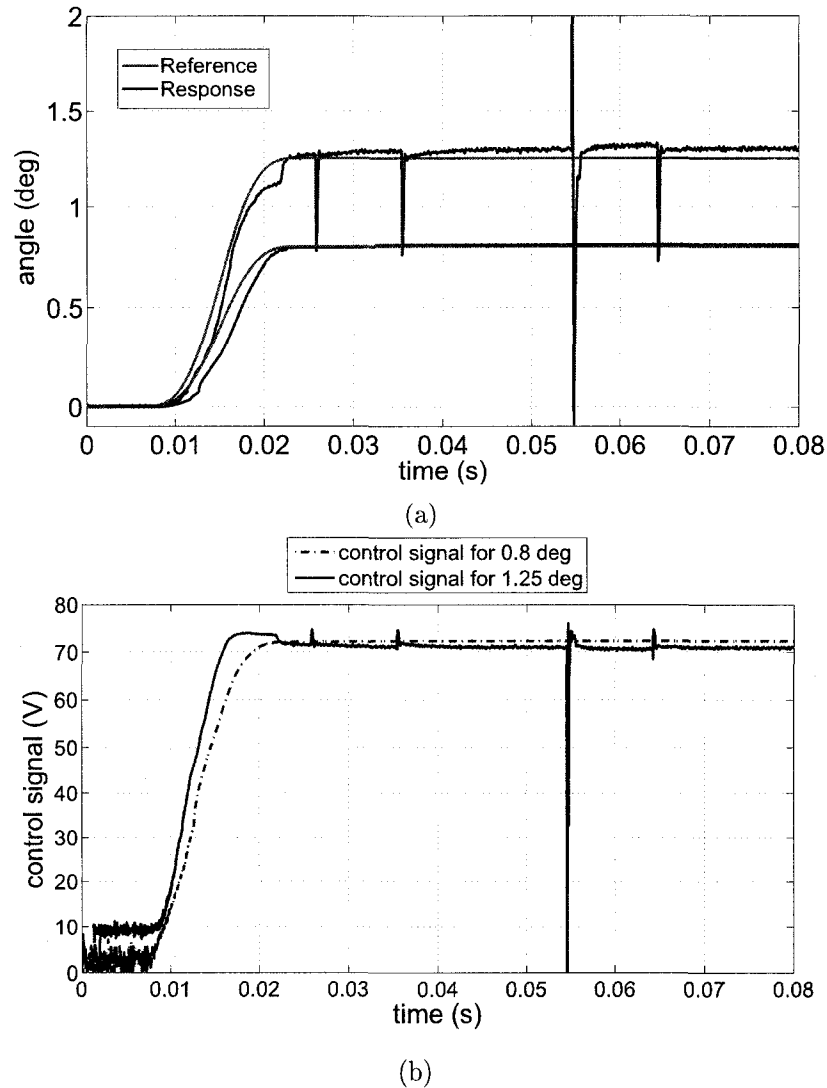 2
1.5
1
0.5
0
angle (deg)
Reference
Response
0 0.01 0.02 0.03 0.04 0.05 0.06 0.07 0.08
time (s)
(a)
control signal for 0.8 deg
control signal for 1.25 deg
80
70
60
50
40
30
20
10
0
control signal (V)
0 0.01 0.02 0.03 0.04 0.05 0.06 0.07 0.08
time (s)
(b)